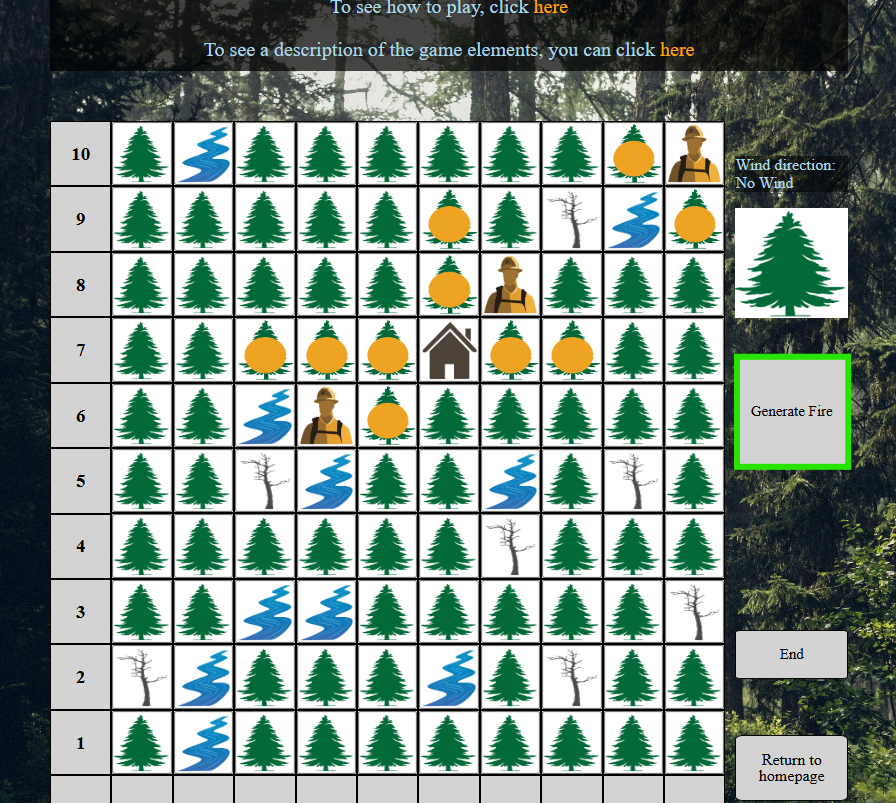 To see how to play, click here
To see a description of the game elements, you can click here
10
Wind direction:
No Wind
9
8
7
Generate Fire
6
5
4
3
End
2
1
Return to
homepage